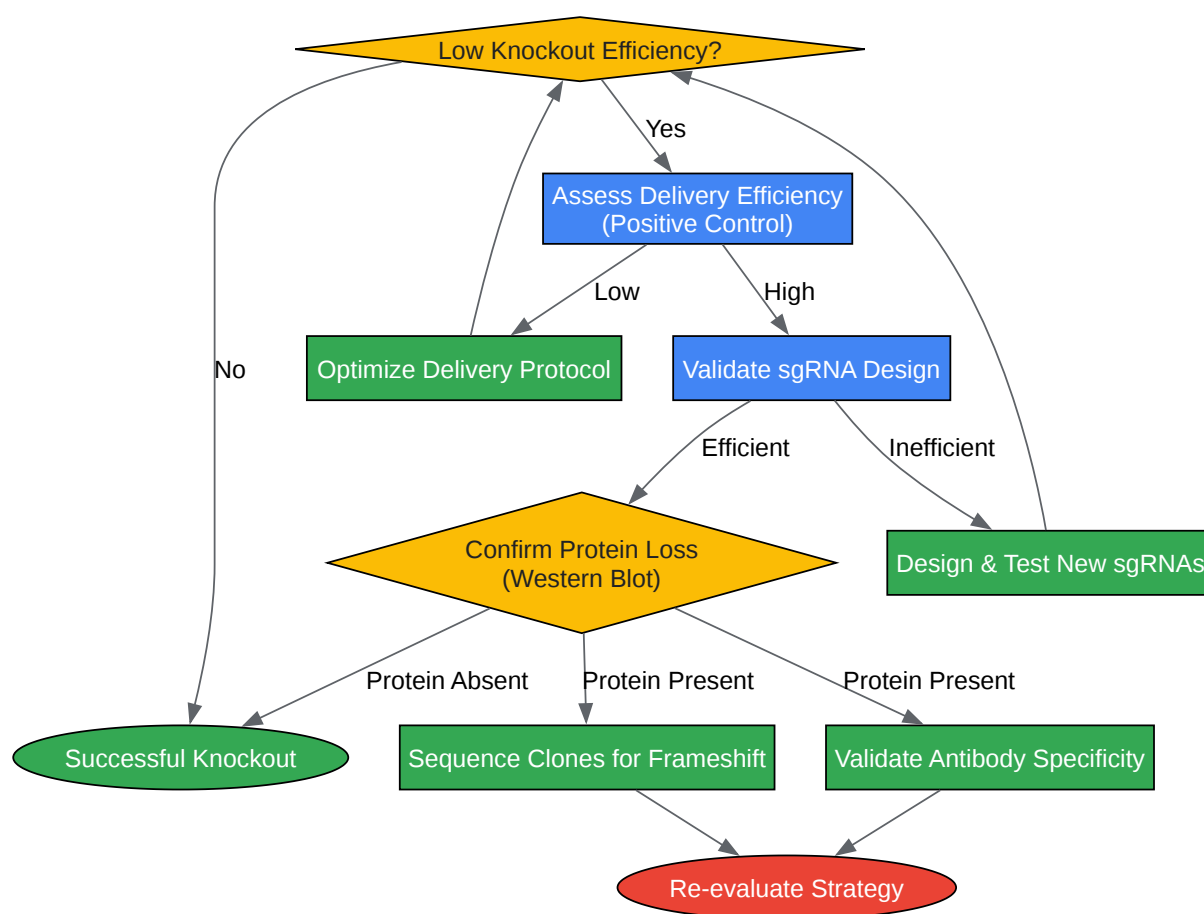 Low Knockout Efficiency?
Yes
Assess Delivery Efficiency
(Positive Control)
Low
High
No
Optimize Delivery Protocol
Validate sgRNA Design
Efficient
Inefficient
Confirm Protein Loss
(Western Blot)
Design & Test New sgRNAs
Protein Absent
Protein Present
Protein Present
Successful Knockout
Sequence Clones for Frameshift
Validate Antibody Specificity
Re-evaluate Strategy